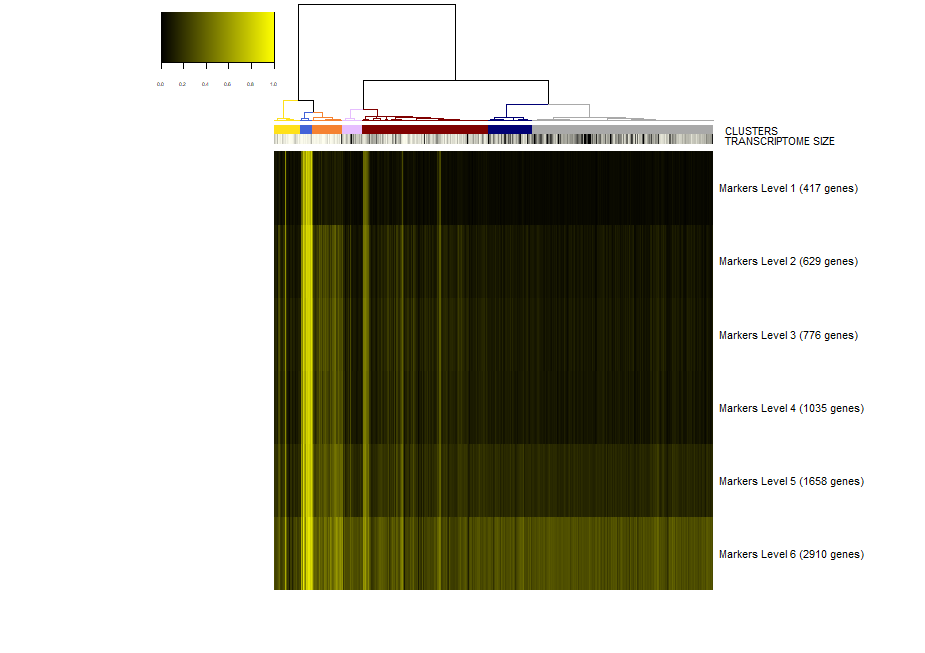 0.0 0.2 0.4 0.6 0.8 1.0
CLUSTERS
TRANSCRIPTOME SIZE
Markers Level 1 (417 genes)
Markers Level 2 (629 genes)
Markers Level 3 (776 genes)
Markers Level 4 (1035 genes)
Markers Level 5 (1658 genes)
Markers Level 6 (2910 genes)